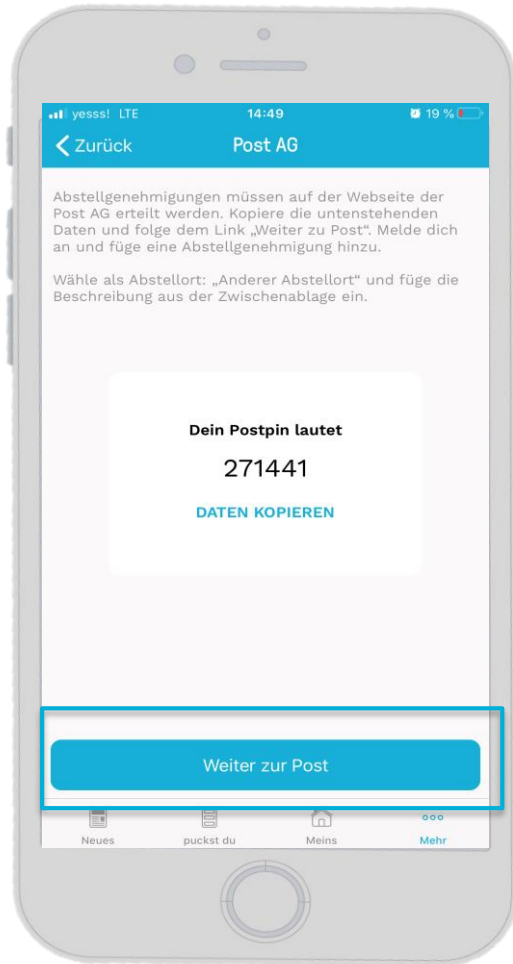 yesss! LTE 14:49 19 %
Zurück Post AG
Abstellgenehmigungen müssen auf der Webseite der
Post AG erteilt werden. Kopiere die untenstehenden
Daten und folge dem Link „Weiter zu Post“. Melde dich
an und füge eine Abstellgenehmigung hinzu.
Wähle als Abstellort: „Anderer Abstellort“ und füge die
Beschreibung aus der Zwischenablage ein.
Dein Postpin lautet
271441
DATEN KOPIEREN
Weiter zur Post
Neues puckst du Meins Mehr